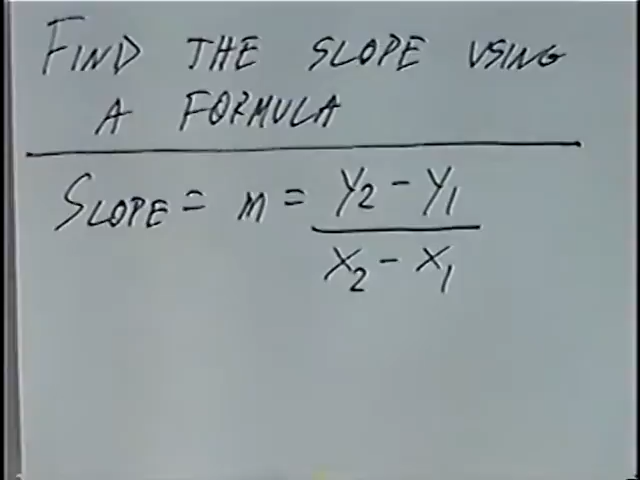 FIND THE SLOPE USING
A FORMULA
SLOPE = m = y₂ - y₁
x₂ - x₁